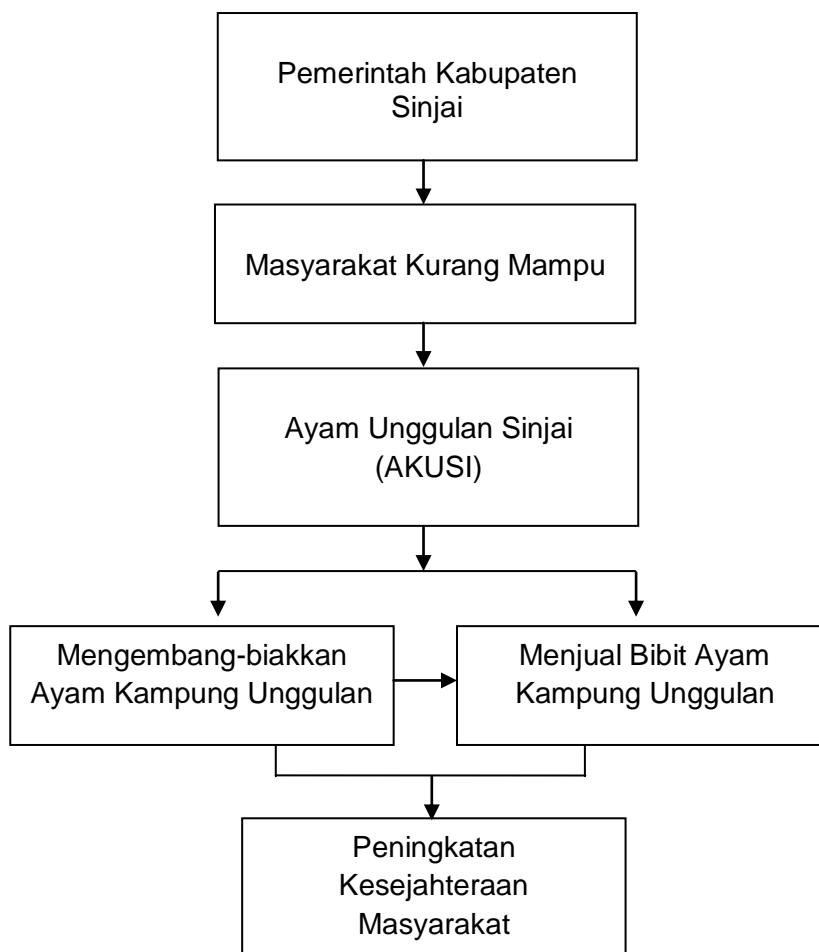 Pemerintah Kabupaten
Sinjai
Masyarakat Kurang Mampu
Ayam Unggulan Sinjai
(AKUSI)
Mengembang-biakkan
Ayam Kampung Unggulan
Menjual Bibit Ayam
Kampung Unggulan
Peningkatan
Kesejahteraan
Masyarakat